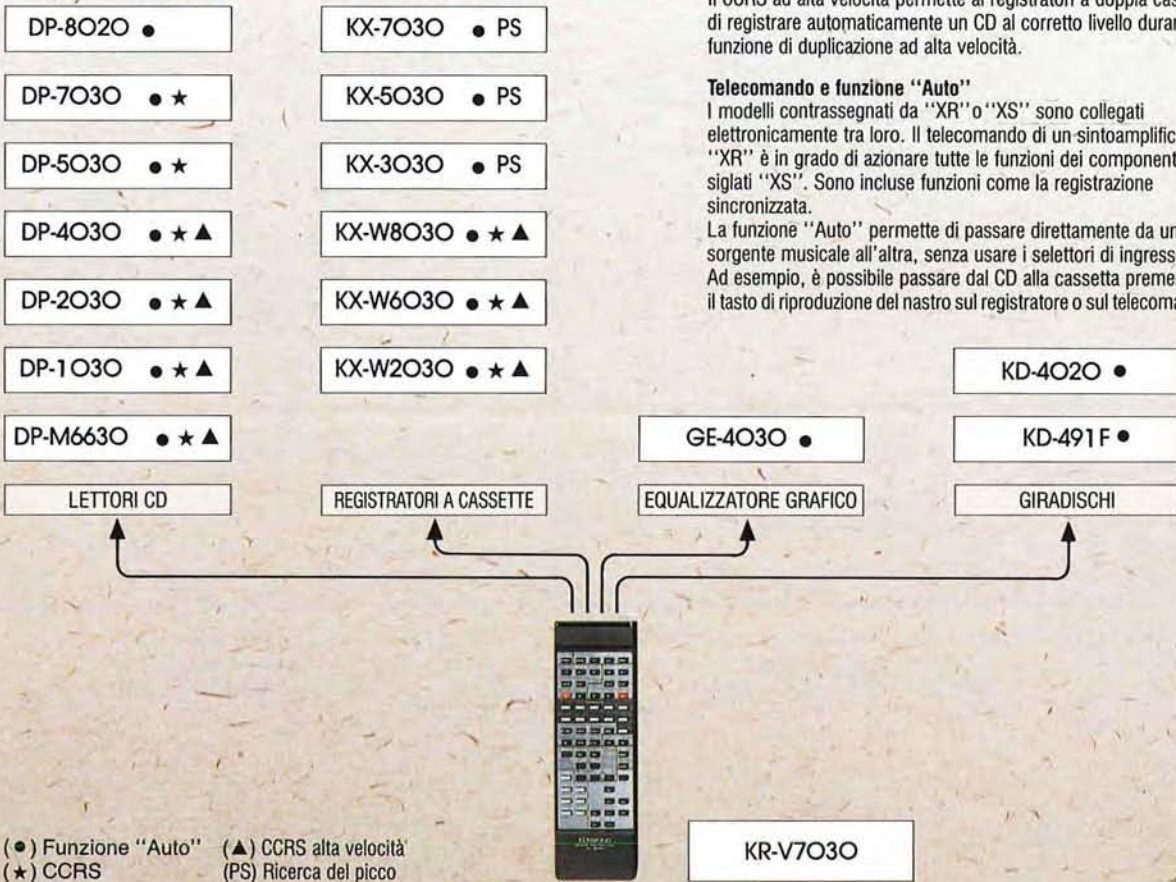 Il CCRS ad alta velocità permette ai registratori a doppia
di registrare automaticamente un CD al corretto livello
funzione di duplicazione ad alta velocità.
Telecomando e funzione ''Auto''
I modelli contrassegnati da ''XR'' o ''XS'' sono collegati
elettronicamente tra loro. Il telecomando di un sintoamplific
''XR'' è in grado di azionare tutte le funzioni dei component
siglati ''XS''. Sono incluse funzioni come la registrazione
sincronizzata.
La funzione ''Auto'' permette di passare direttamente da un
sorgente musicale all'altra, senza usare i selettori di ingress
Ad esempio, è possibile passare dal CD alla cassetta preme
il tasto di riproduzione del nastro sul registratore o sul telecoma
DP-8020 ●
DP-7030 ● ★
DP-5030 ● ★
DP-4030 ● ★ ▲
DP-2030 ● ★ ▲
DP-1030 ● ★ ▲
DP-M6630 ● ★ ▲
LETTORI CD
KX-7030 ● PS
KX-5030 ● PS
KX-3030 ● PS
KX-W8030 ● ★ ▲
KX-W6030 ● ★ ▲
KX-W2030 ● ★ ▲
REGISTRATORI A CASSETTE
GE-4030 ●
EQUALIZZATORE GRAFICO
KD-4020 ●
KD-491F ●
GIRADISCHI
KENWOOD
KR-V7030
(●) Funzione ''Auto'' (▲) CCRS alta velocità
(★) CCRS (PS) Ricerca del picco